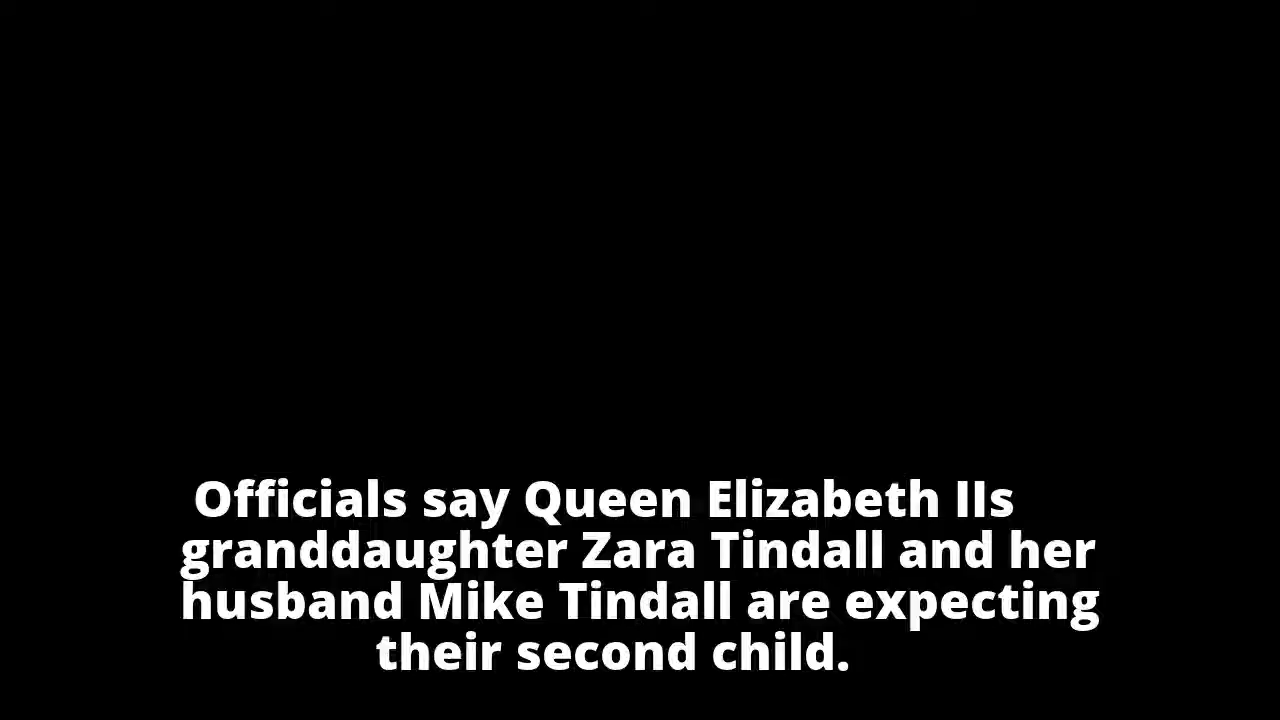 Officials say Queen Elizabeth IIs
granddaughter Zara Tindall and her
husband Mike Tindall are expecting
their second child.